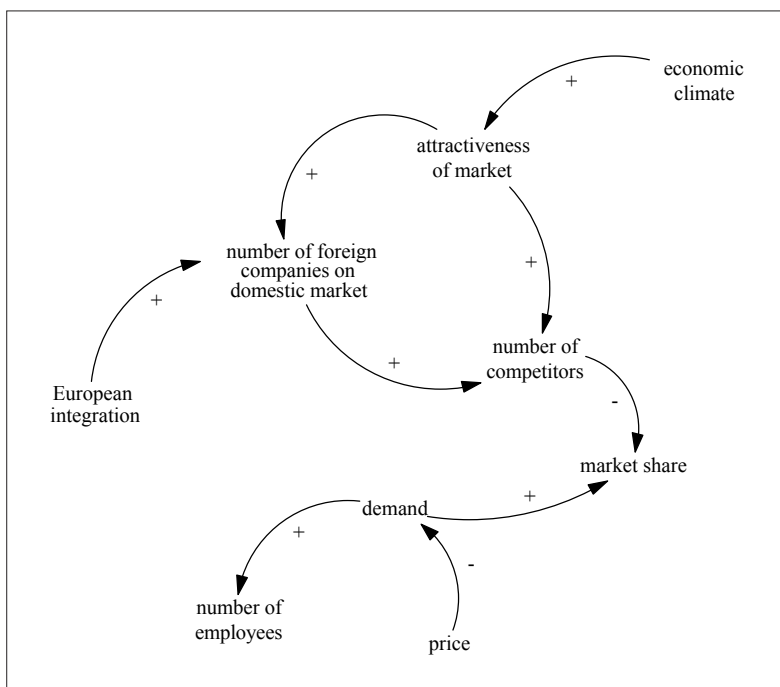 economic
climate
+
attractiveness
of market
+
number of foreign
companies on
domestic market
+
+
+
number of
competitors
European
integration
-
market share
demand
+
+
-
number of
employees
price